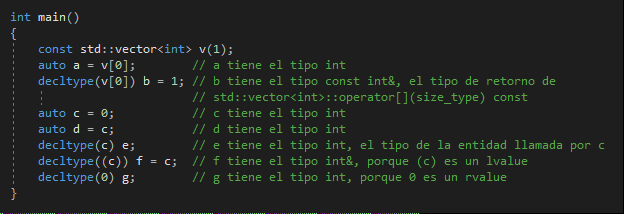 int main()
{
const std::vector<int> v(1);
auto a = v[0]; // a tiene el tipo int
decltype(v[0]) b = 1; // b tiene el tipo const int&, el tipo de retorno de
// std::vector<int>::operator[](size_type) const
auto c = 0; // c tiene el tipo int
auto d = c; // d tiene el tipo int
decltype(c) e; // e tiene el tipo int, el tipo de la entidad llamada por c
decltype((c)) f = c; // f tiene el tipo int&, porque (c) es un lvalue
decltype(0) g; // g tiene el tipo int, porque 0 es un rvalue
}